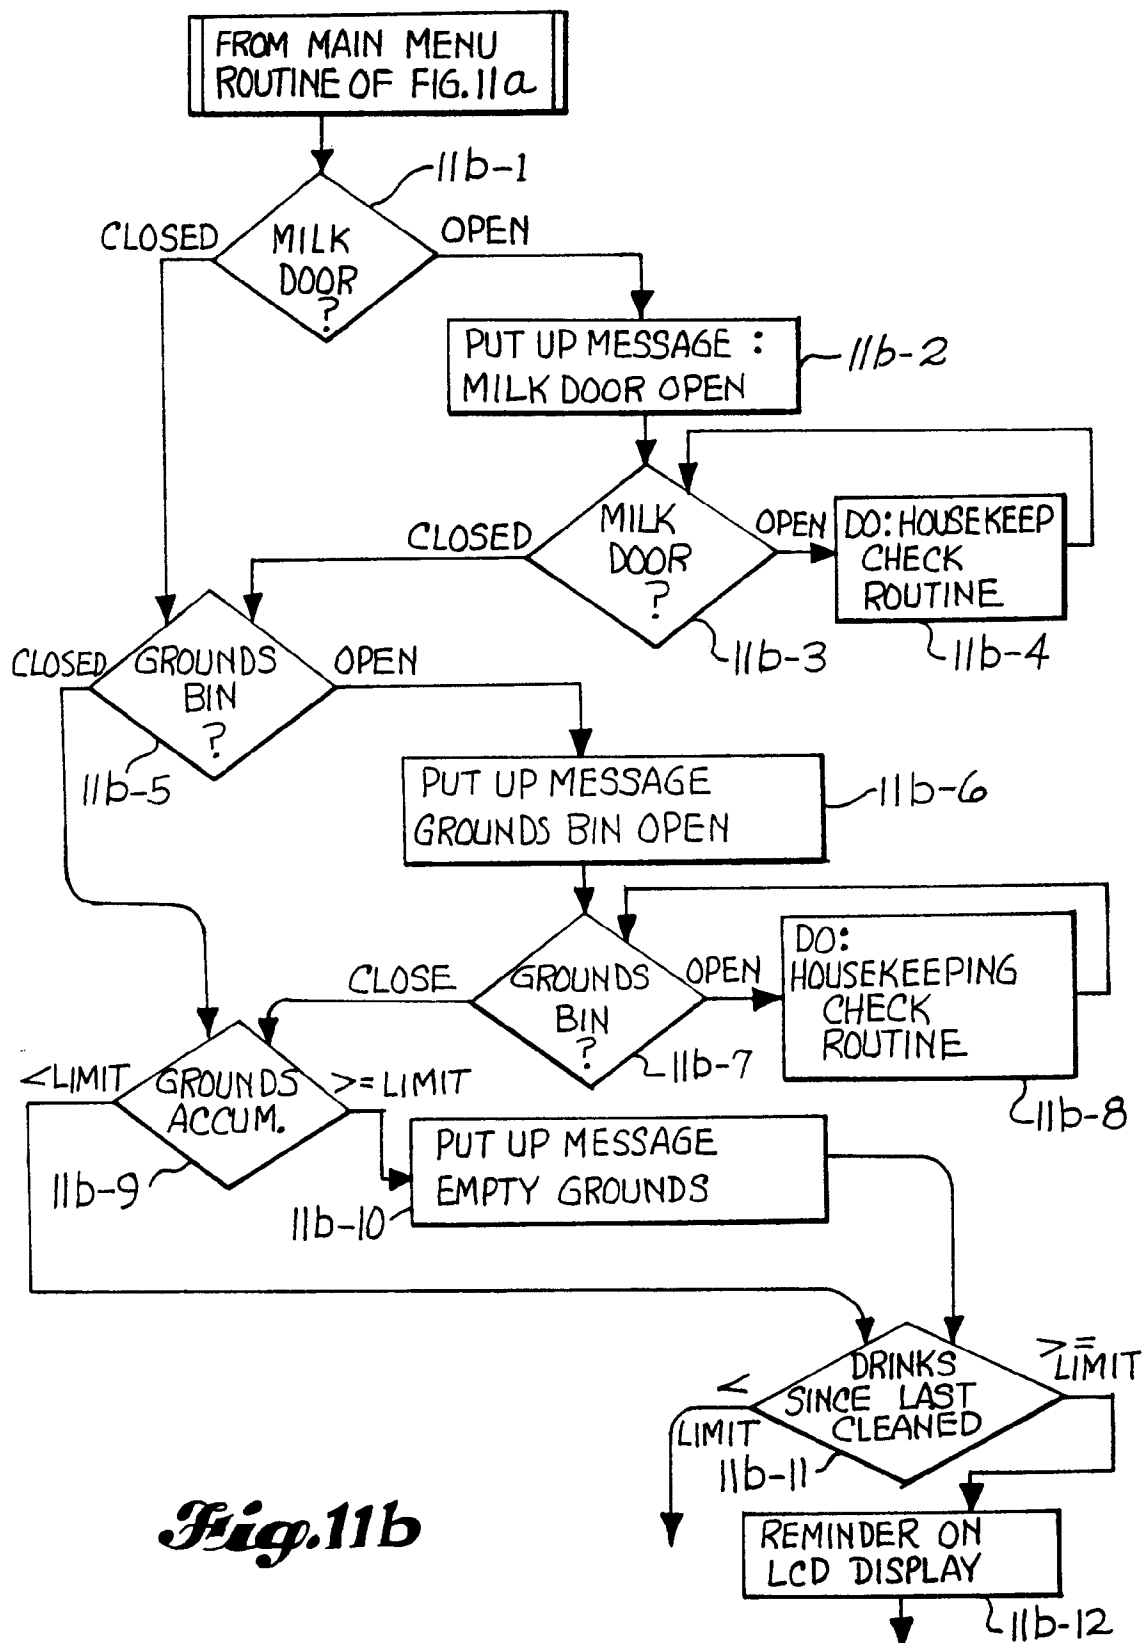 FROM MAIN MENU
ROUTINE OF FIG.11a
11b-1
CLOSED
MILK
DOOR
?
OPEN
PUT UP MESSAGE :
MILK DOOR OPEN
11b-2
CLOSED
MILK
DOOR
?
OPEN
DO: HOUSEKEEP
CHECK
ROUTINE
11b-3
11b-4
CLOSED
GROUNDS
BIN
?
OPEN
11b-5
PUT UP MESSAGE
GROUNDS BIN OPEN
11b-6
CLOSE
GROUNDS
BIN
?
OPEN
DO:
HOUSEKEEPING
CHECK
ROUTINE
11b-7
11b-8
<LIMIT
GROUNDS
ACCUM.
>=LIMIT
11b-9
PUT UP MESSAGE
EMPTY GROUNDS
11b-10
DRINKS
SINCE LAST
CLEANED
>=
LIMIT
<
LIMIT
11b-11
REMINDER ON
LCD DISPLAY
11b-12
Fig.11b